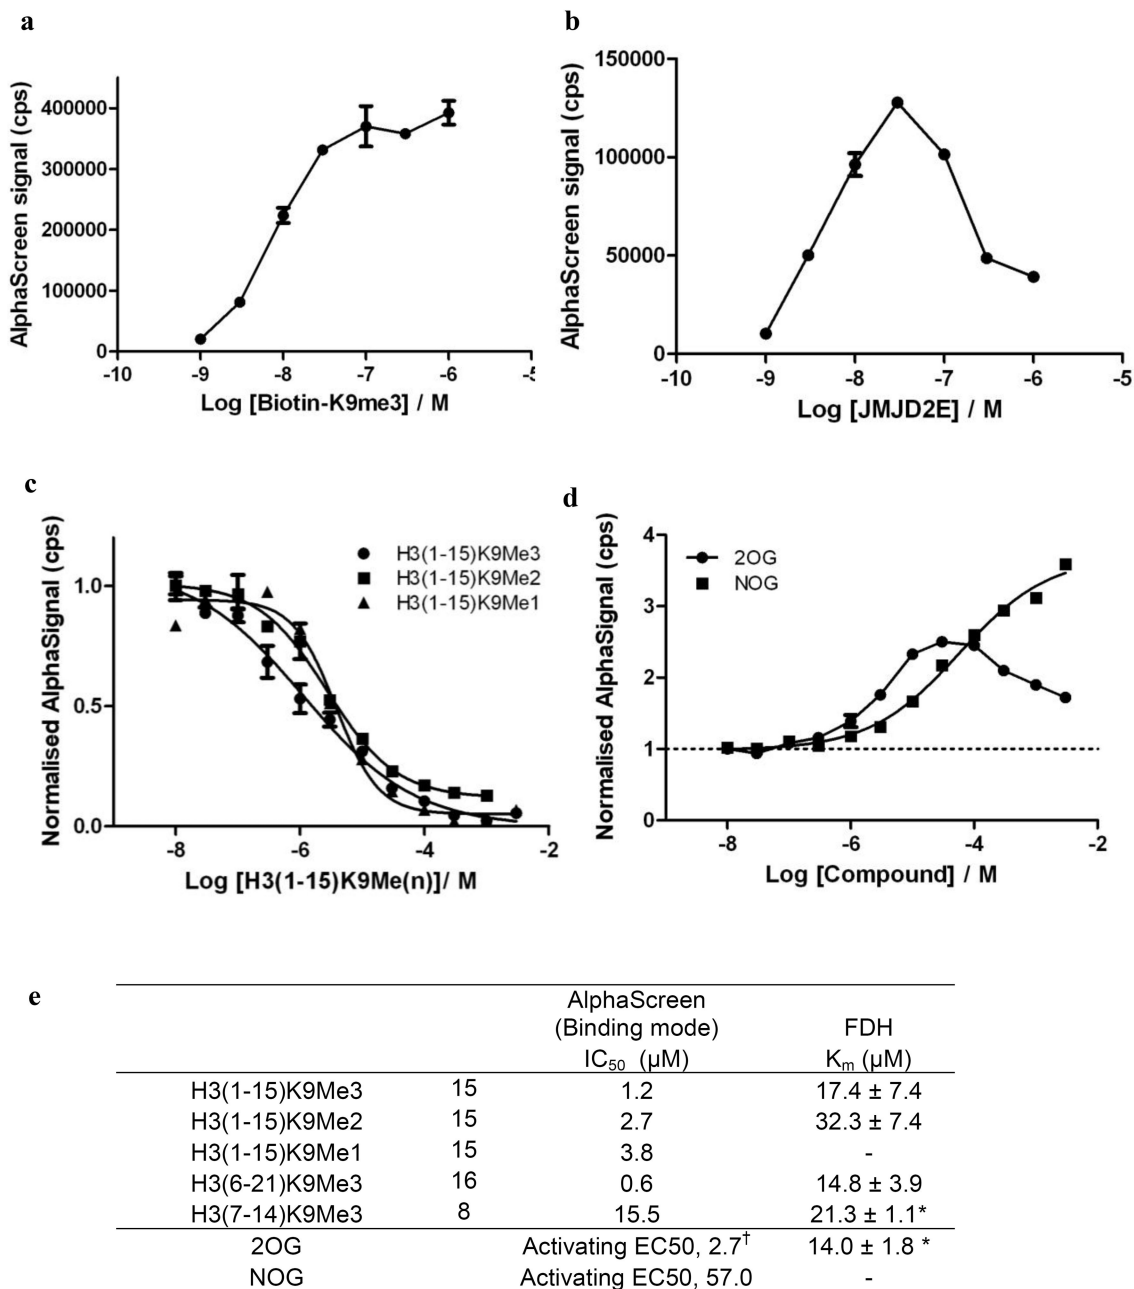 a
AlphaScreen signal (cps)
400000
300000
200000
100000
0
-10 -9 -8 -7 -6 -5
Log [Biotin-K9me3] / M
b
AlphaScreen signal (cps)
150000
100000
50000
0
-10 -9 -8 -7 -6 -5
Log [JMJD2E] / M
c
Normalised AlphaSignal (cps)
1.0
0.5
0.0
H3(1-15)K9Me3
H3(1-15)K9Me2
H3(1-15)K9Me1
-8 -6 -4 -2
Log [H3(1-15)K9Me(n)]/ M
d
Normalised AlphaSignal (cps)
4
3
2
1
0
2OG
NOG
-8 -6 -4 -2
Log [Compound] / M
e
AlphaScreen
(Binding mode) FDH
IC50 (µM) Km (µM)
H3(1-15)K9Me3 15 1.2 17.4 ± 7.4
H3(1-15)K9Me2 15 2.7 32.3 ± 7.4
H3(1-15)K9Me1 15 3.8 -
H3(6-21)K9Me3 16 0.6 14.8 ± 3.9
H3(7-14)K9Me3 8 15.5 21.3 ± 1.1*
2OG Activating EC50, 2.7† 14.0 ± 1.8 *
NOG Activating EC50, 57.0 -